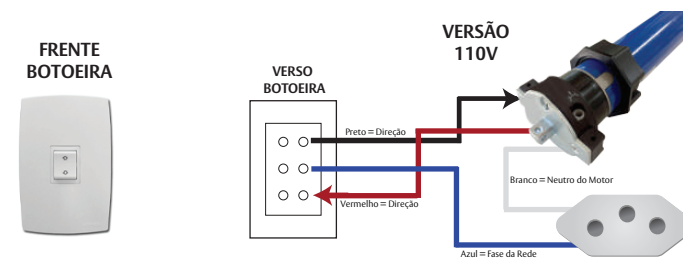 FRENTE
BOTOEIRA
VERSO
BOTOEIRA
VERSÃO
110V
Preto = Direção
Branco = Neutro do Motor
Vermelho = Direção
Azul = Fase da Rede